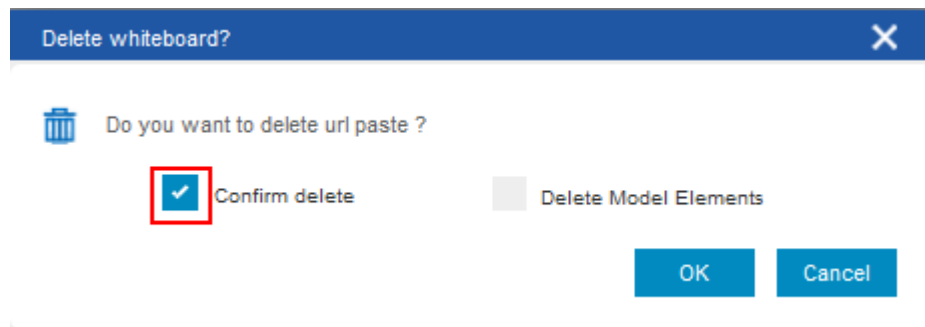 Delete whiteboard?
Do you want to delete url paste ?
Confirm delete
Delete Model Elements
OK
Cancel